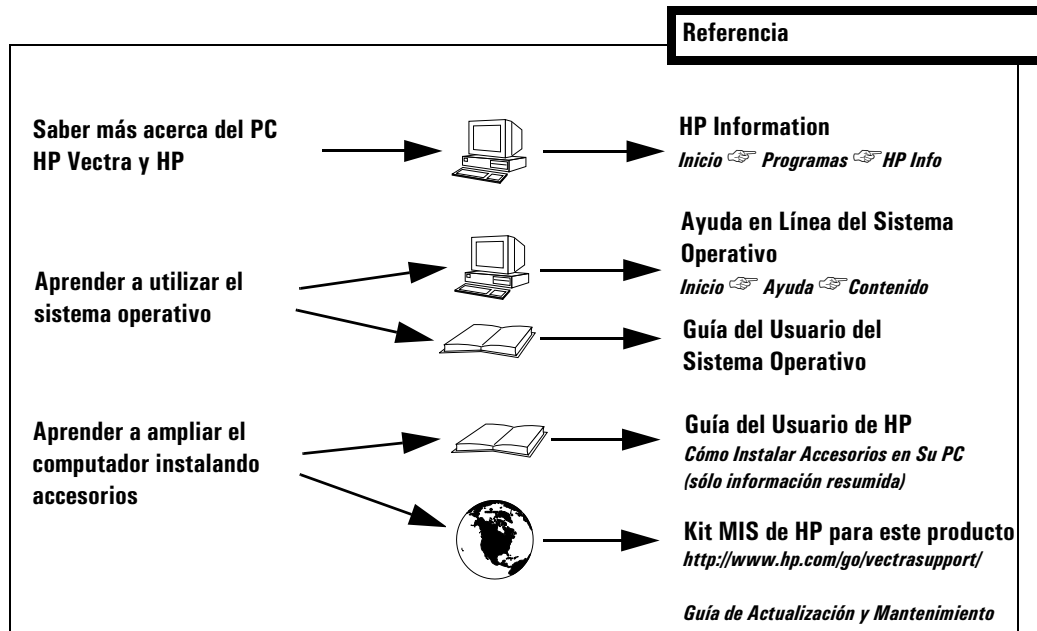 Referencia
Saber más acerca del PC
HP Vectra y HP
HP Information
Inicio ☞ Programas ☞ HP Info
Aprender a utilizar el
sistema operativo
Ayuda en Línea del Sistema
Operativo
Inicio ☞ Ayuda ☞ Contenido
Guía del Usuario del
Sistema Operativo
Aprender a ampliar el
computador instalando
accesorios
Guía del Usuario de HP
Cómo Instalar Accesorios en Su PC
(sólo información resumida)
Kit MIS de HP para este producto
http://www.hp.com/go/vectrasupport/
Guía de Actualización y Mantenimiento